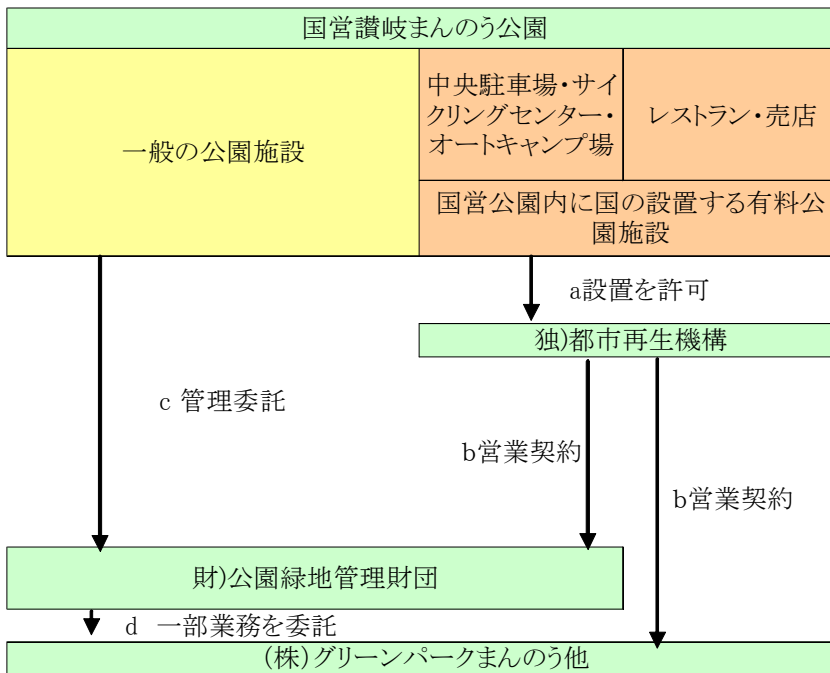 国営讃岐まんのう公園
一般の公園施設
中央駐車場・サイ
クリングセンター・
オートキャンプ場
レストラン・売店
国営公園内に国の設置する有料公
園施設
a設置を許可
独)都市再生機構
c 管理委託
b営業契約
b営業契約
財)公園緑地管理財団
d 一部業務を委託
(株)グリーンパークまんのう他